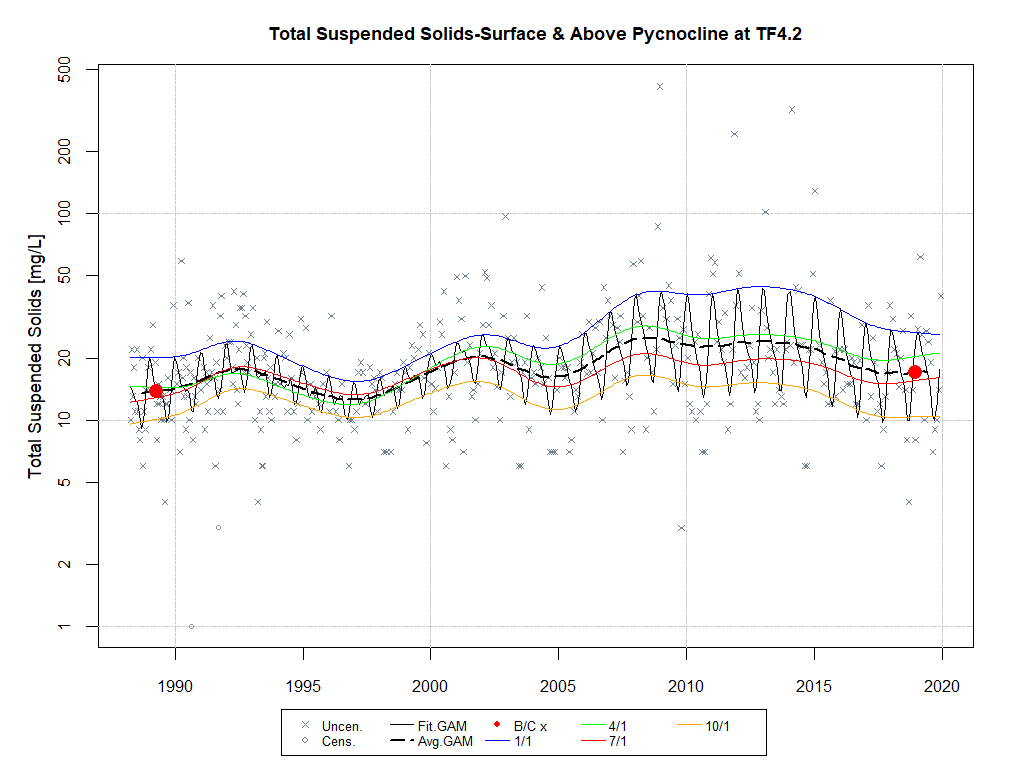 Total Suspended Solids-Surface & Above Pycnocline at TF4.2
Total Suspended Solids [mg/L]
500
200
100
50
20
10
5
2
1
1990 1995 2000 2005 2010 2015 2020
Uncen. Fit.GAM B/C x 4/1 10/1
Cens. Avg.GAM 1/1 7/1